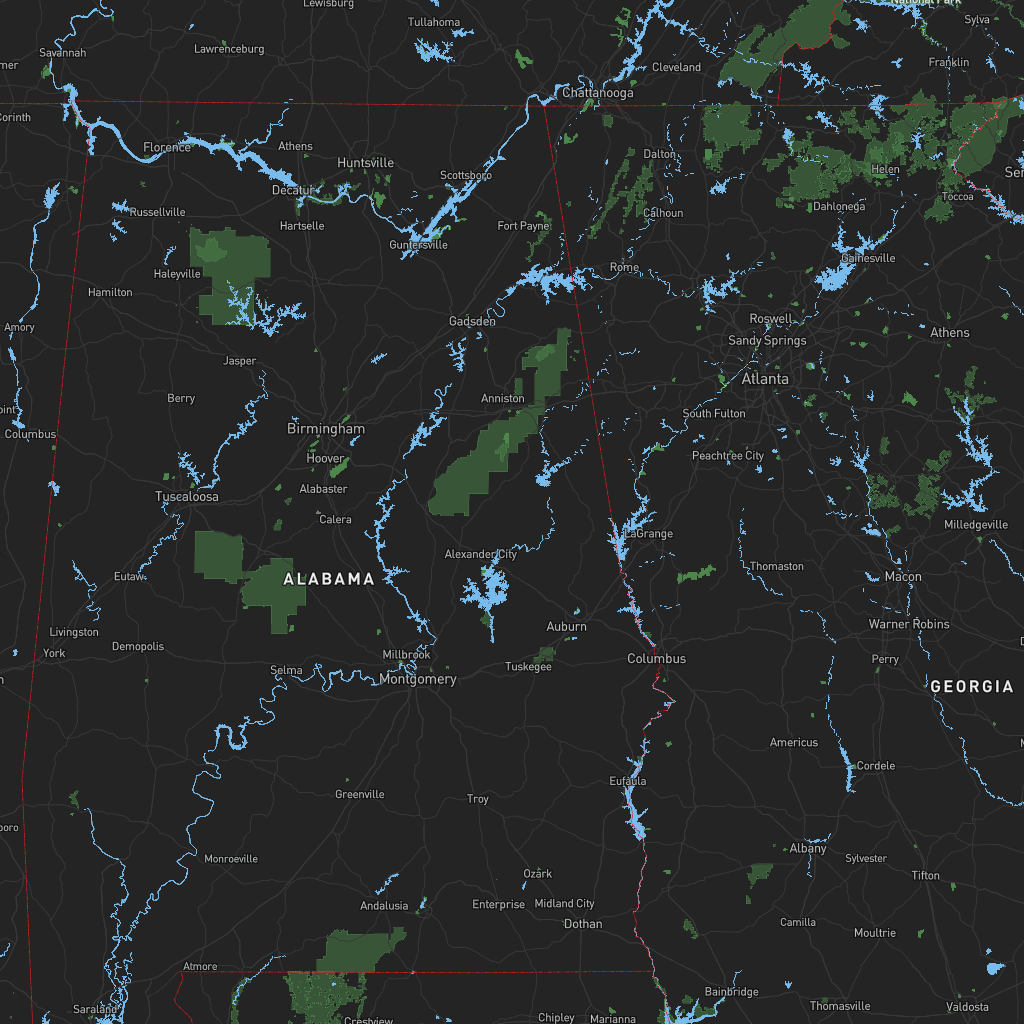 Lewisburg
National Park
Tullahoma
Sylva
Savannah
Lawrenceburg
Franklin
Cleveland
Chattanooga
Corinth
Florence
Athens
Huntsville
Dalton
Helen
Scottsboro
Decatur
Toccoa
Russellville
Hartselle
Fort Payne
Calhoun
Dahlonega
Guntersville
Gainesville
Haleyville
Rome
Hamilton
Amory
Gadsden
Roswell
Athens
Sandy Springs
Jasper
Atlanta
Berry
Anniston
South Fulton
Birmingham
Columbus
Hoover
Peachtree City
Alabaster
Tuscaloosa
Calera
Milledgeville
LaGrange
Alexander City
Thomaston
Eutaw
ALABAMA
Macon
Livingston
Auburn
Warner Robins
Demopolis
York
Millbrook
Columbus
Perry
Selma
Tuskegee
Montgomery
GEORGIA
Americus
Cordele
Eufaula
Greenville
Troy
Albany
Monroeville
Sylvester
Ozark
Tifton
Andalusia
Enterprise
Midland City
Dothan
Camilla
Moultrie
Atmore
Bainbridge
Saraland
Thomasville
Valdosta
Crestview
Chipley
Marianna